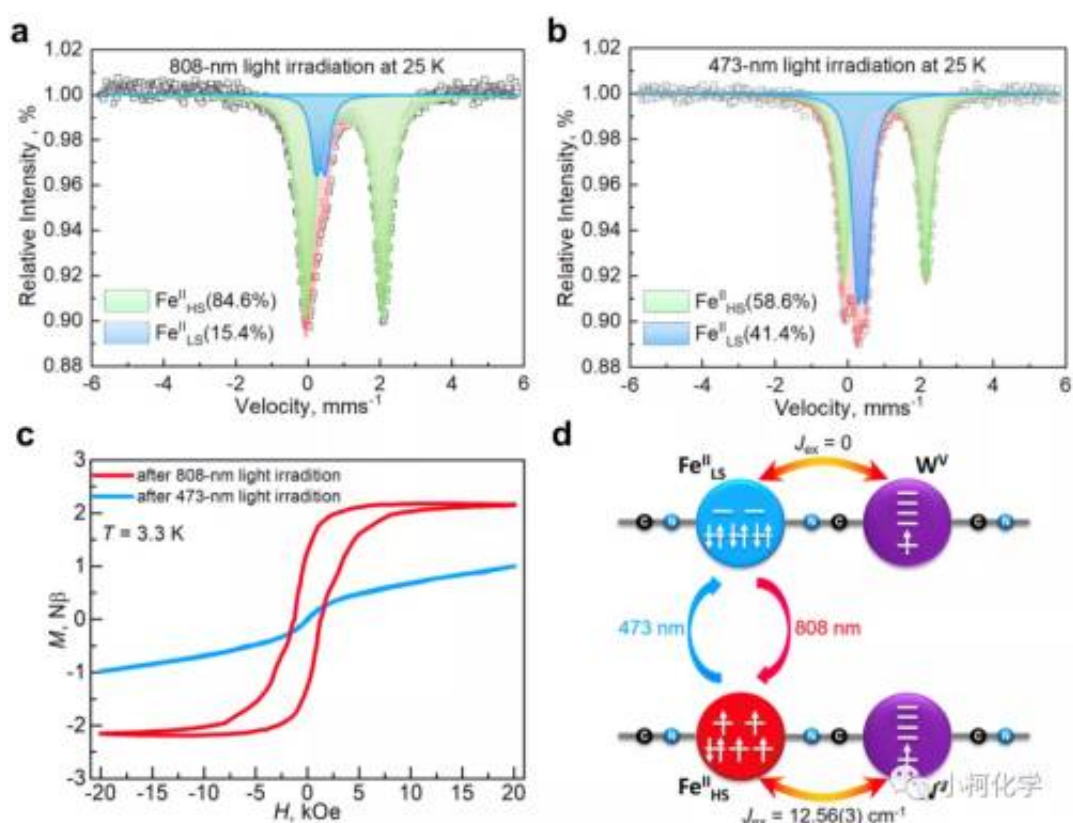 a
1.02
1.00
0.98
0.96
0.94
0.92
0.90
0.88
Relative Intensity, %
808-nm light irradiation at 25 K
Fe^II_HS(84.6%)
Fe^II_LS(15.4%)
-6 -4 -2 0 2 4 6
Velocity, mms^-1
b
1.02
1.00
0.98
0.96
0.94
0.92
0.90
0.88
Relative Intensity, %
473-nm light irradiation at 25 K
Fe^II_HS(58.6%)
Fe^II_LS(41.4%)
-6 -4 -2 0 2 4 6
Velocity, mms^-1
c
3
2
1
0
-1
-2
-3
M, Nβ
after 808-nm light irradition
after 473-nm light irradition
T = 3.3 K
-20 -15 -10 -5 0 5 10 15 20
H, kOe
d
J_ex = 0
Fe^II_LS
W^V
C N N C C N
473 nm
808 nm
C N N C C N
Fe^II_HS
小柯化学
J_ex = 12.56(3) cm^-1